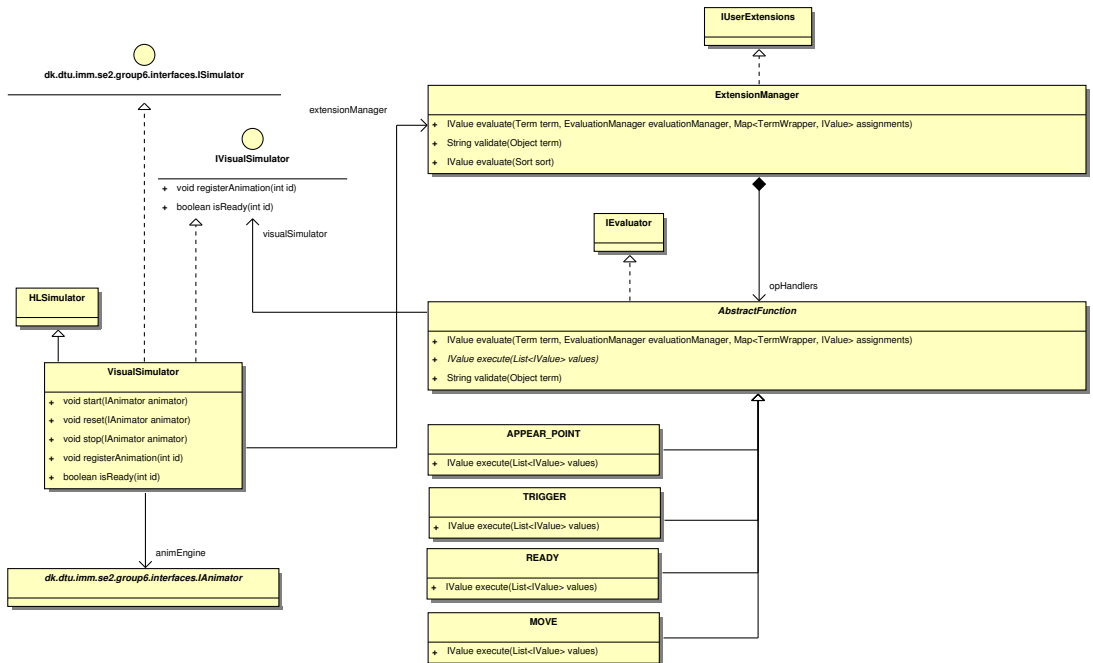 IUserExtensions
dk.dtu.imm.se2.group6.interfaces.ISimulator
ExtensionManager
+ IValue evaluate(Term term, EvaluationManager evaluationManager, Map<TermWrapper, IValue> assignments)
+ String validate(Object term)
+ IValue evaluate(Sort sort)
extensionManager
IVisualSimulator
+ void registerAnimation(int id)
+ boolean isReady(int id)
visualSimulator
IEvaluator
opHandlers
HLSimulator
AbstractFunction
+ IValue evaluate(Term term, EvaluationManager evaluationManager, Map<TermWrapper, IValue> assignments)
+ IValue execute(List<IValue> values)
+ String validate(Object term)
VisualSimulator
+ void start(IAnimator animator)
+ void reset(IAnimator animator)
+ void stop(IAnimator animator)
+ void registerAnimation(int id)
+ boolean isReady(int id)
animEngine
dk.dtu.imm.se2.group6.interfaces.IAnimator
APPEAR_POINT
+ IValue execute(List<IValue> values)
TRIGGER
+ IValue execute(List<IValue> values)
READY
+ IValue execute(List<IValue> values)
MOVE
+ IValue execute(List<IValue> values)